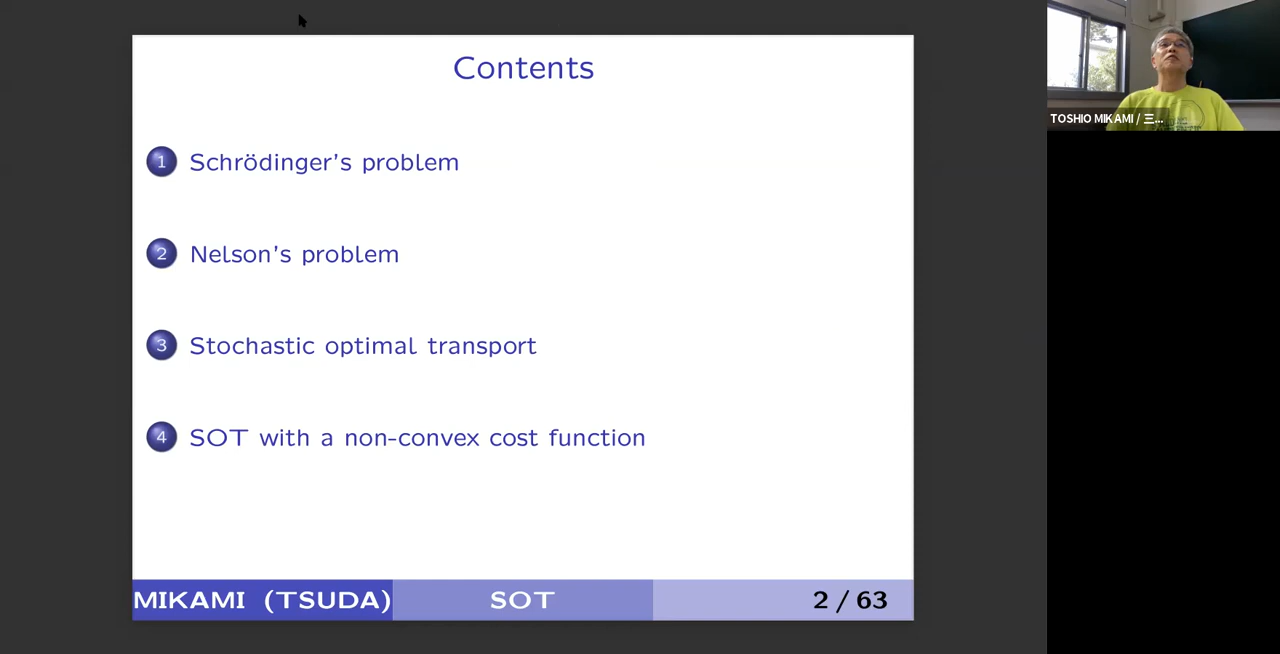 Contents
1 Schrödinger's problem
2 Nelson's problem
3 Stochastic optimal transport
4 SOT with a non-convex cost function
MIKAMI (TSUDA) SOT 2 / 63
TOSHIO MIKAMI / 三...